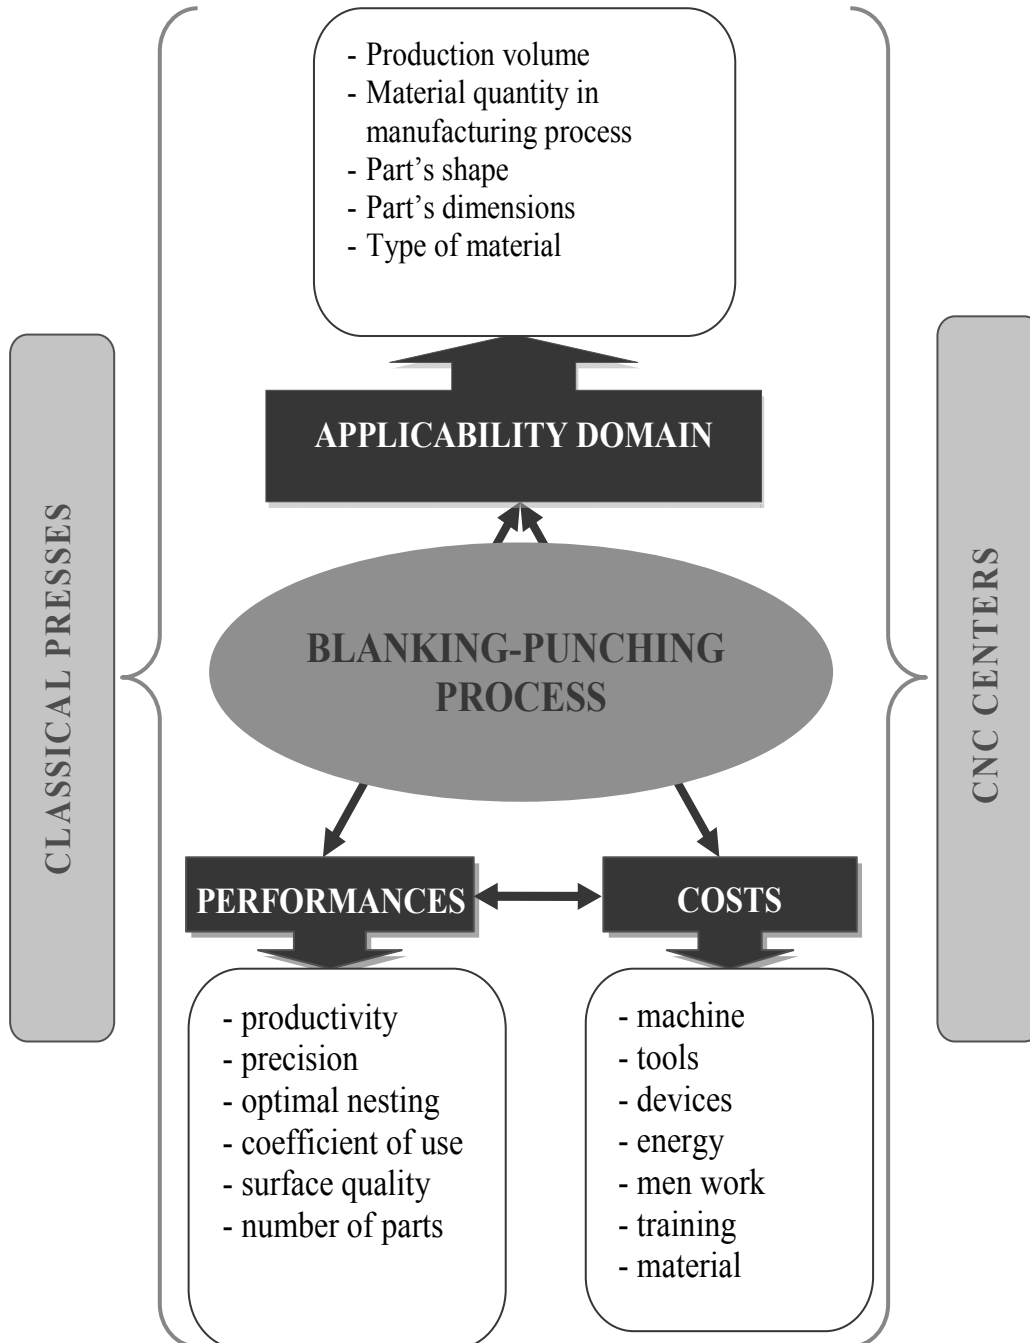 - Production volume
- Material quantity in
manufacturing process
- Part’s shape
- Part’s dimensions
- Type of material
APPLICABILITY DOMAIN
CLASSICAL PRESSES
BLANKING-PUNCHING
PROCESS
CNC CENTERS
PERFORMANCES
COSTS
- productivity
- precision
- optimal nesting
- coefficient of use
- surface quality
- number of parts
- machine
- tools
- devices
- energy
- men work
- training
- material